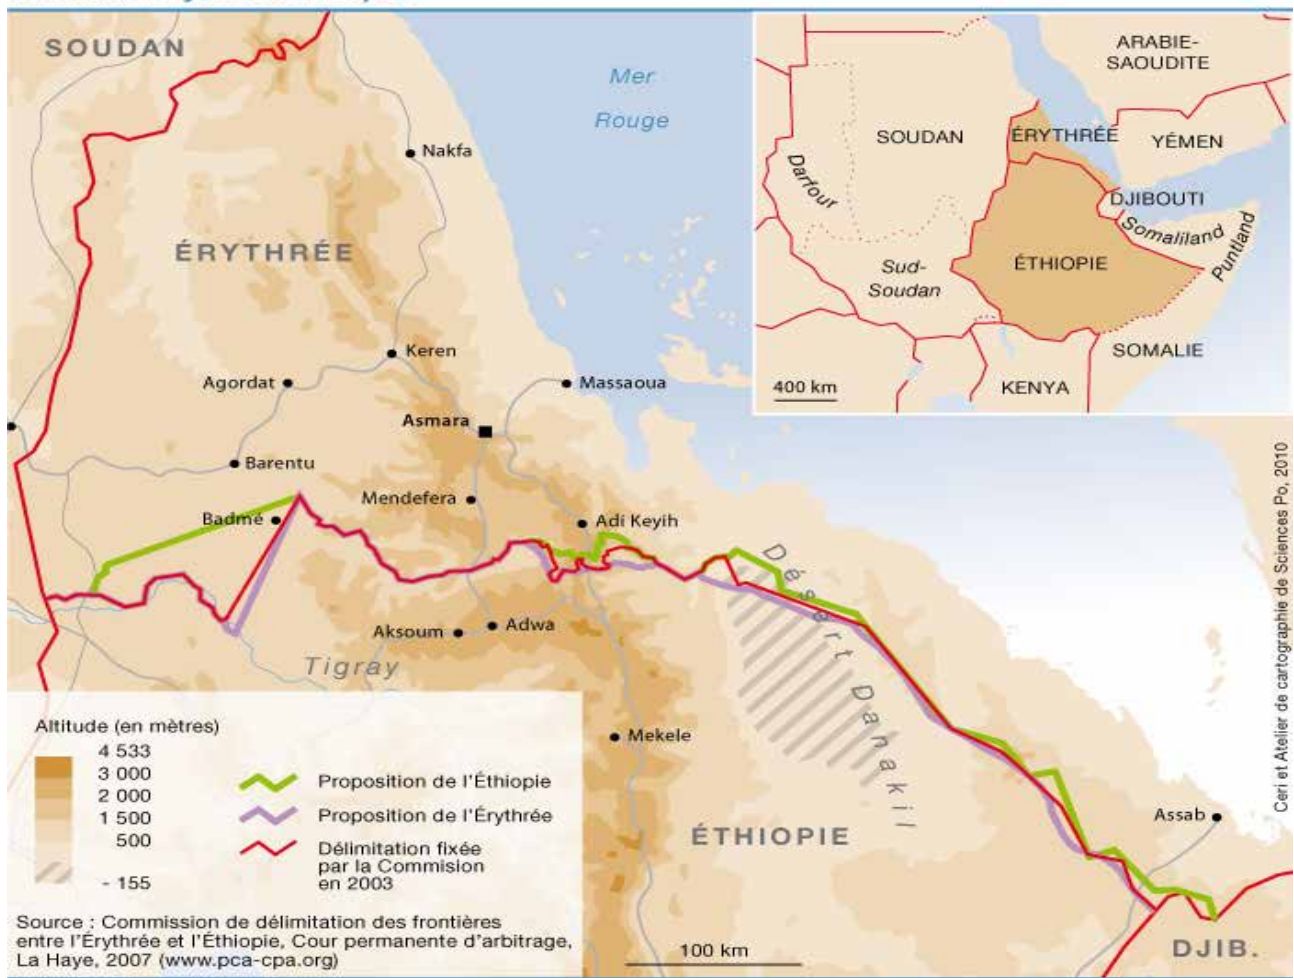 SOUDAN
Mer
Rouge
Nakfa
ÉRYTHRÉE
Keren
Agordat
Massaoua
Asmara
Barentu
Mendefera
Badmé
Adi Keyih
Désert Danakil
Aksoum
Adwa
Tigray
Mekele
ÉTHIOPIE
Assab
DJIB.
100 km
ARABIE-
SAOUDITE
SOUDAN
ÉRYTHRÉE
YÉMEN
Darfour
DJIBOUTI
Somaliland
Puntland
ÉTHIOPIE
Sud-
Soudan
SOMALIE
KENYA
400 km
Altitude (en mètres)
4 533
3 000
2 000
1 500
500
- 155
Proposition de l'Éthiopie
Proposition de l'Érythrée
Délimitation fixée
par la Commision
en 2003
Source : Commission de délimitation des frontières
entre l'Érythrée et l'Éthiopie, Cour permanente d'arbitrage,
La Haye, 2007 (www.pca-cpa.org)
Ceri et Atelier de cartographie de Sciences Po, 2010